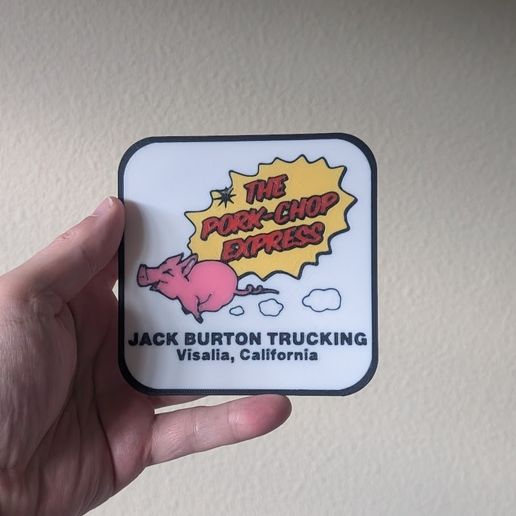 THE
PORK-CHOP
EXPRESS
JACK BURTON TRUCKING
Visalia, California